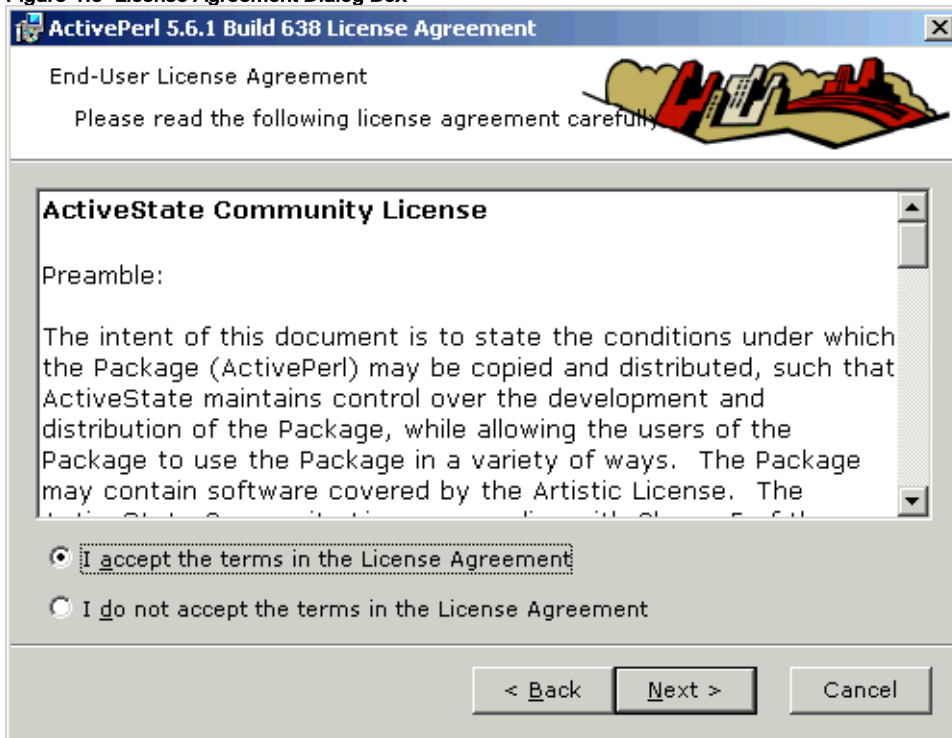 ActivePerl 5.6.1 Build 638 License Agreement
End-User License Agreement
Please read the following license agreement carefully
ActiveState Community License
Preamble:
The intent of this document is to state the conditions under which
the Package (ActivePerl) may be copied and distributed, such that
ActiveState maintains control over the development and
distribution of the Package, while allowing the users of the
Package to use the Package in a variety of ways.  The Package
may contain software covered by the Artistic License.  The
I accept the terms in the License Agreement
I do not accept the terms in the License Agreement
< Back
Next >
Cancel